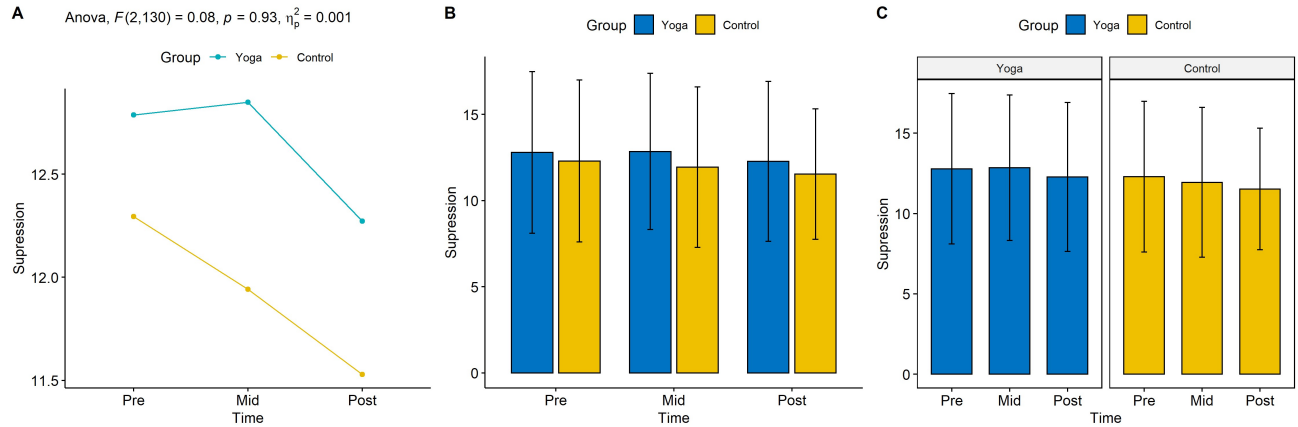 A
Anova, F(2,130) = 0.08, p = 0.93, η²ₚ = 0.001
Group Yoga Control
12.5
12.0
11.5
Supression
Pre Mid Post
Time
B
Group Yoga Control
15
10
5
0
Supression
Pre Mid Post
Time
C
Group Yoga Control
Yoga Control
15
10
5
0
Supression
Pre Mid Post Pre Mid Post
Time